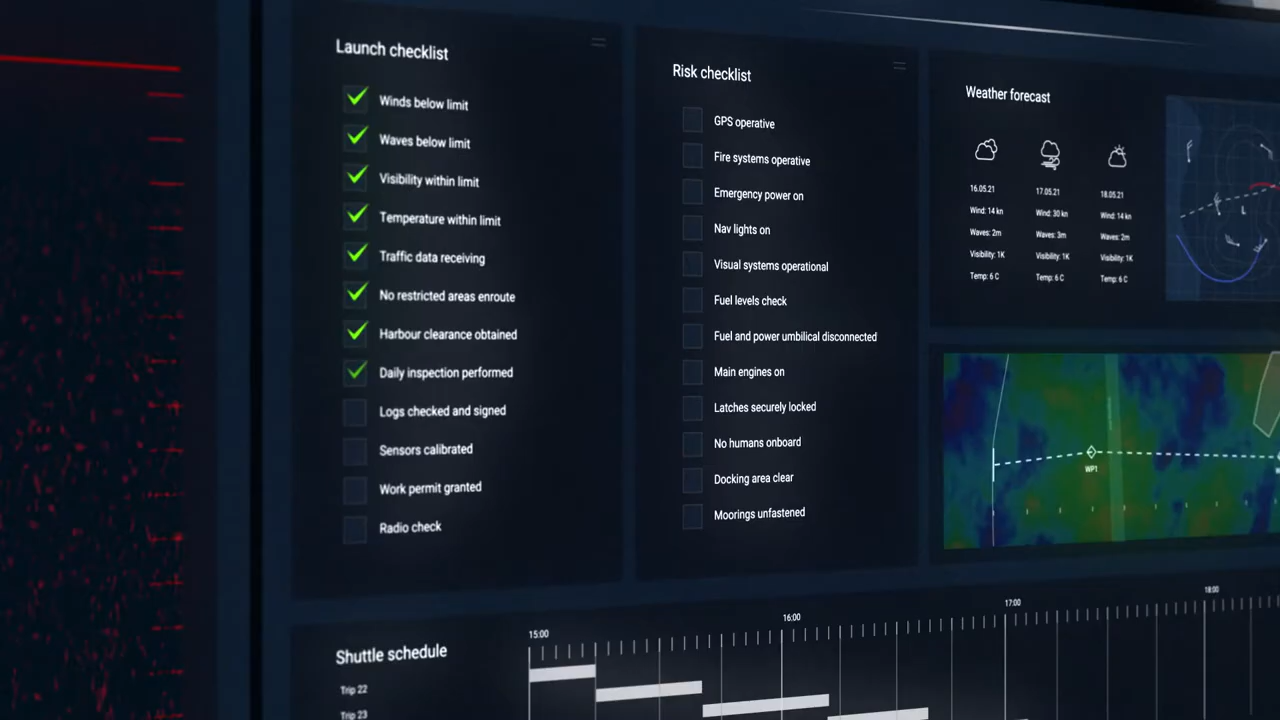 Launch checklist
Winds below limit
Waves below limit
Visibility within limit
Temperature within limit
Traffic data receiving
No restricted areas enroute
Harbour clearance obtained
Daily inspection performed
Logs checked and signed
Sensors calibrated
Work permit granted
Radio check
Risk checklist
GPS operative
Fire systems operative
Emergency power on
Nav lights on
Visual systems operational
Fuel levels check
Fuel and power umbilical disconnected
Main engines on
Latches securely locked
No humans onboard
Docking area clear
Moorings unfastened
Weather forecast
16.05.21
Wind: 14 kn
Waves: 2m
Visibility: 1K
Temp: 6 C
17.05.21
Wind: 30 kn
Waves: 3m
Visibility: 1K
Temp: 6 C
18.05.21
Wind: 14 kn
Waves: 2m
Visibility: 1K
Temp: 6 C
L
WP1
Shuttle schedule
15:00
16:00
17:00
18:00
Trip 22
Trip 23